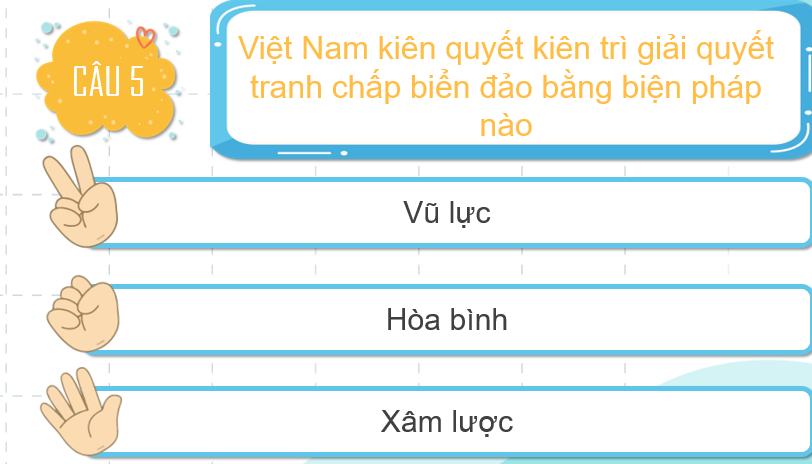 CÂU 5
Việt Nam kiên quyết kiên trì giải quyết
tranh chấp biển đảo bằng biện pháp
nào
Vũ lực
Hòa bình
Xâm lược